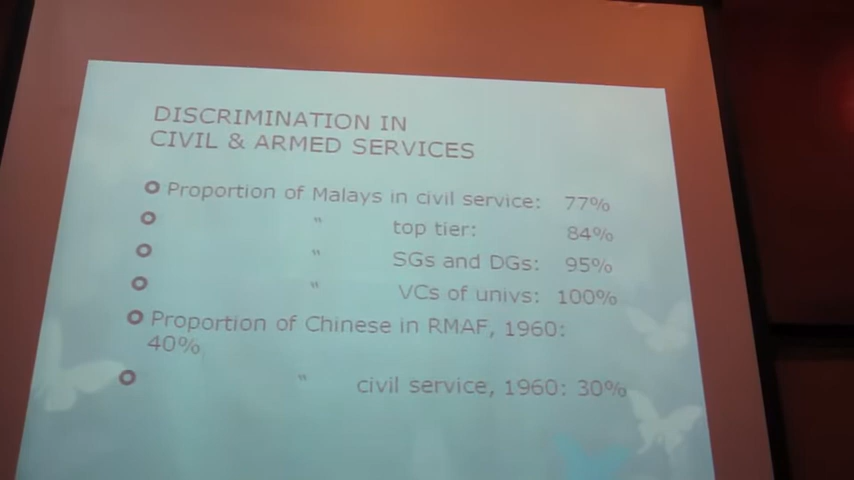 DISCRIMINATION IN
CIVIL & ARMED SERVICES
Proportion of Malays in civil service: 77%
" top tier: 84%
" SGs and DGs: 95%
" VCs of univs: 100%
Proportion of Chinese in RMAF, 1960:
40%
" civil service, 1960: 30%